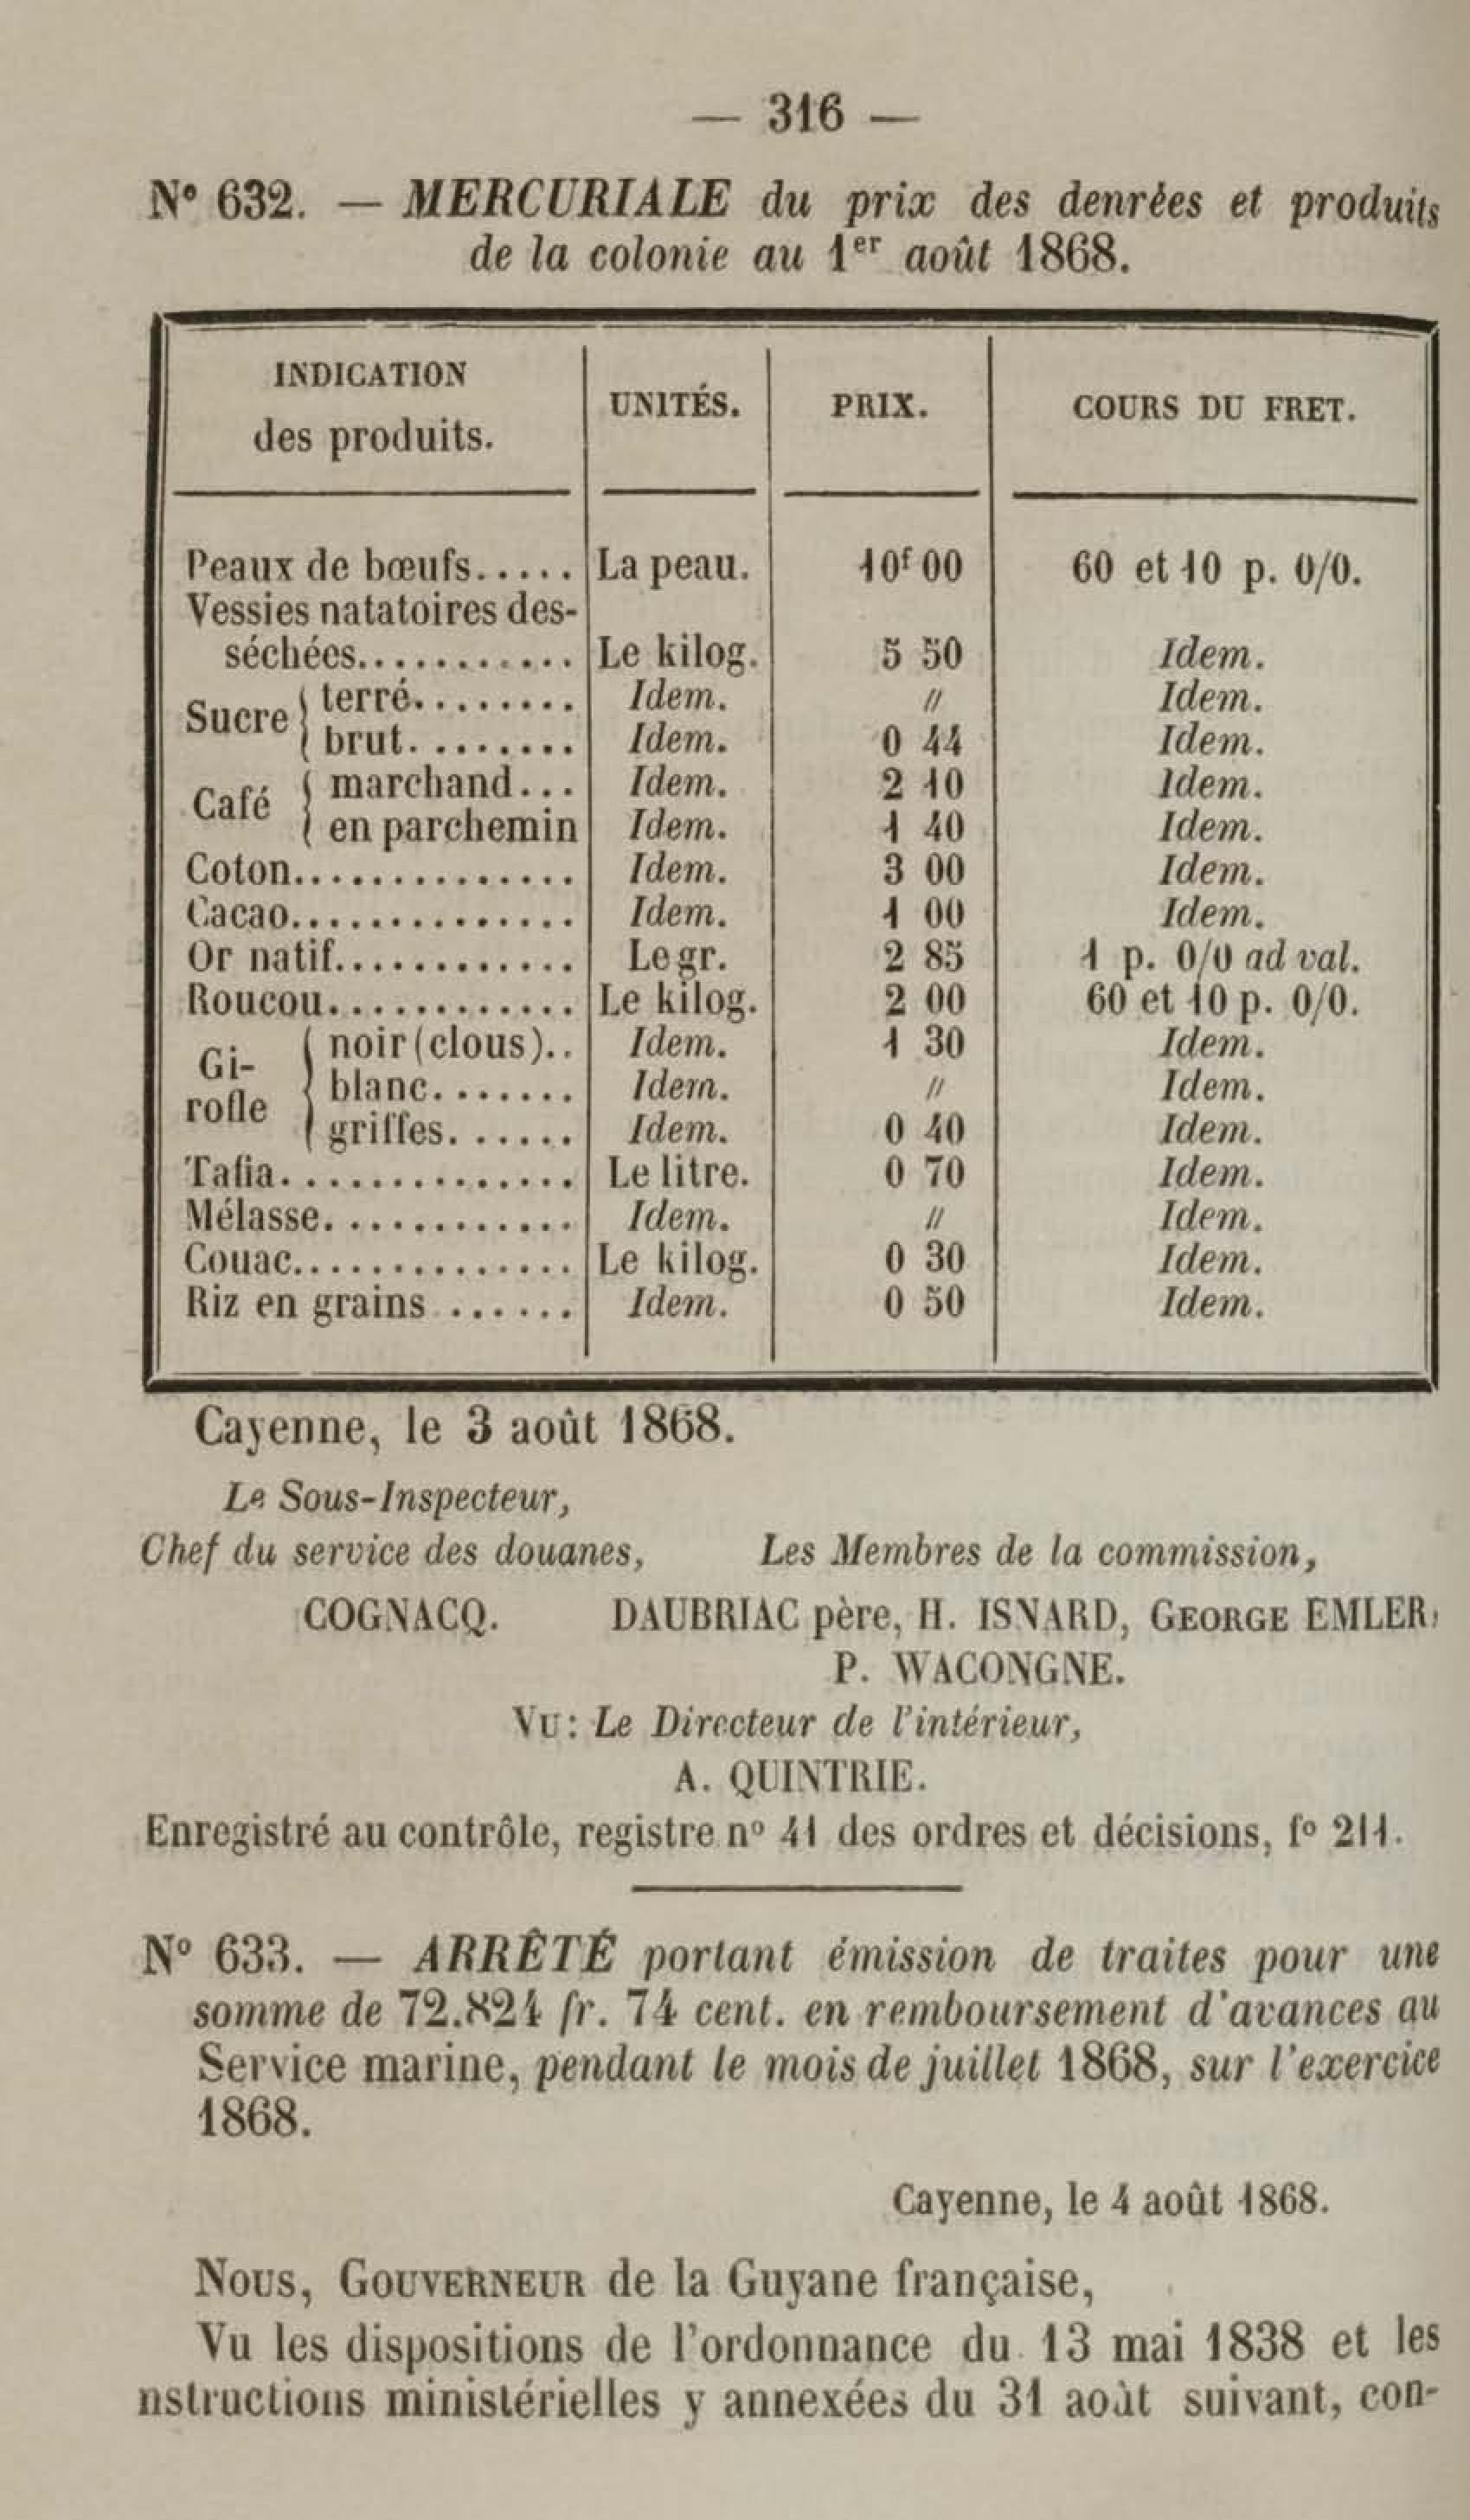 — 316 —
N° 632. — MERCURIALE du prix des denrées et produits
de la colonie au 1er août 1868.
INDICATION
des produits. UNITÉS. PRIX. COURS DU FRET.
Peaux de bœufs..... La peau. 10f 00 60 et 10 p. 0/0.
Vessies natatoires des-
séchées........... Le kilog. 5 50 Idem.
Sucre { terré........ Idem. " Idem.
{ brut......... Idem. 0 44 Idem.
Café { marchand... Idem. 2 10 Idem.
{ en parchemin Idem. 1 40 Idem.
Coton.............. Idem. 3 00 Idem.
Cacao.............. Idem. 1 00 Idem.
Or natif............ Le gr. 2 85 1 p. 0/0 ad val.
Roucou............ Le kilog. 2 00 60 et 10 p. 0/0.
Gi-
rofle { noir (clous).. Idem. 1 30 Idem.
{ blanc....... Idem. " Idem.
{ griffes...... Idem. 0 40 Idem.
Tafia.............. Le litre. 0 70 Idem.
Mélasse............ Idem. " Idem.
Couac.............. Le kilog. 0 30 Idem.
Riz en grains ...... Idem. 0 50 Idem.
Cayenne, le 3 août 1868.
Le Sous-Inspecteur,
Chef du service des douanes, Les Membres de la commission,
COGNACQ. DAUBRIAC père, H. ISNARD, GEORGE EMLER,
P. WACONGNE.
VU: Le Directeur de l'intérieur,
A. QUINTRIE.
Enregistré au contrôle, registre n° 41 des ordres et décisions, f° 211.
N° 633. — ARRÊTÉ portant émission de traites pour une
somme de 72.824 fr. 74 cent. en remboursement d'avances au
Service marine, pendant le mois de juillet 1868, sur l'exercice
1868.
Cayenne, le 4 août 1868.
NOUS, GOUVERNEUR de la Guyane française,
Vu les dispositions de l'ordonnance du 13 mai 1838 et les
nstructions ministérielles y annexées du 31 août suivant, con-